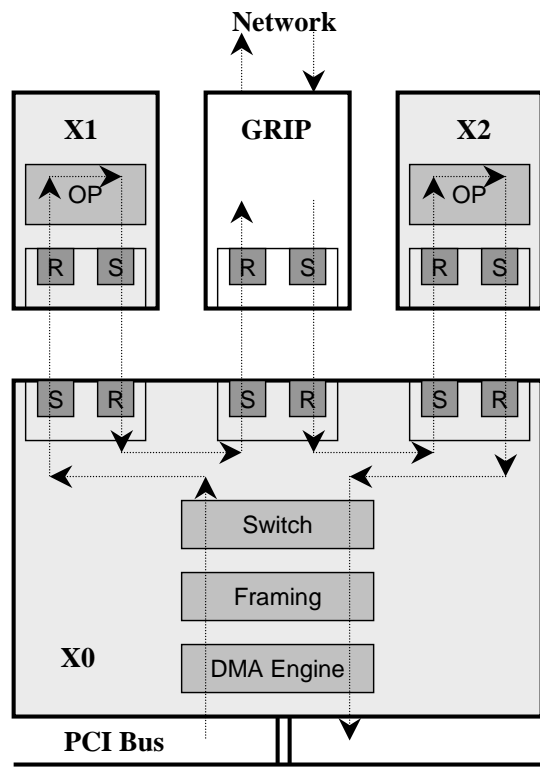 Network
X1 GRIP X2
OP OP
R S R S R S
S R S R S R
Switch
Framing
X0
DMA Engine
PCI Bus